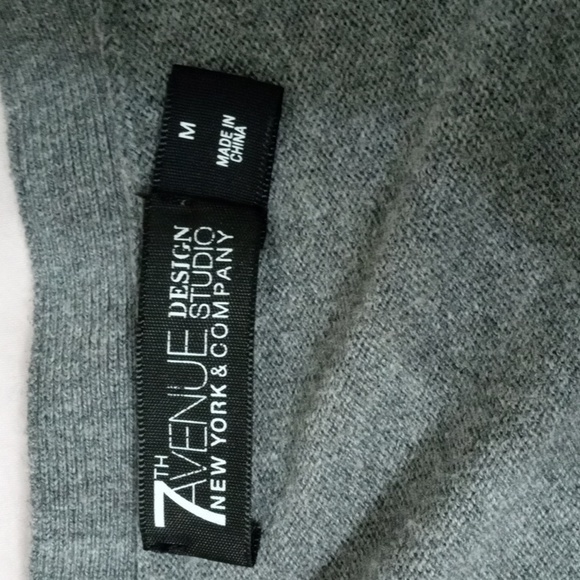 7TH AVENUE DESIGN STUDIO
NEW YORK & COMPANY
M
MADE IN
CHINA